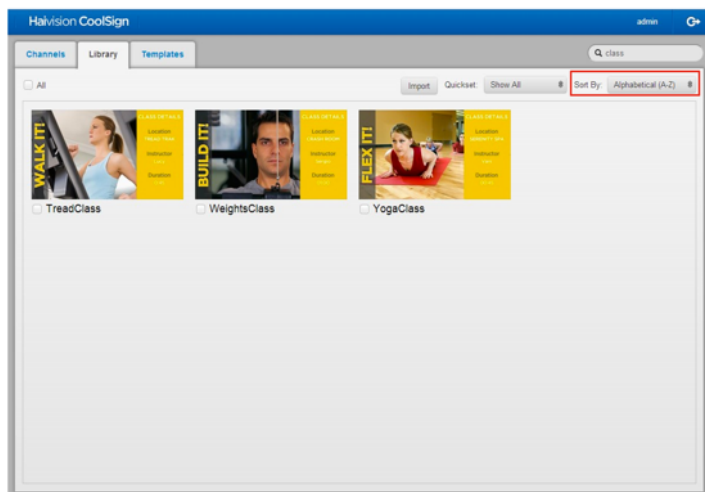 Haivision CoolSign
admin
Channels
Library
Templates
class
All
Import
Quickset: Show All
Sort By: Alphabetical (A-Z)
WALK IT!
CLASS DETAILS
Location
Instructor
Duration
BUILD IT!
CLASS DETAILS
Location
Instructor
Duration
FLEX IT!
CLASS DETAILS
Location
Instructor
Duration
TreadClass
WeightsClass
YogaClass